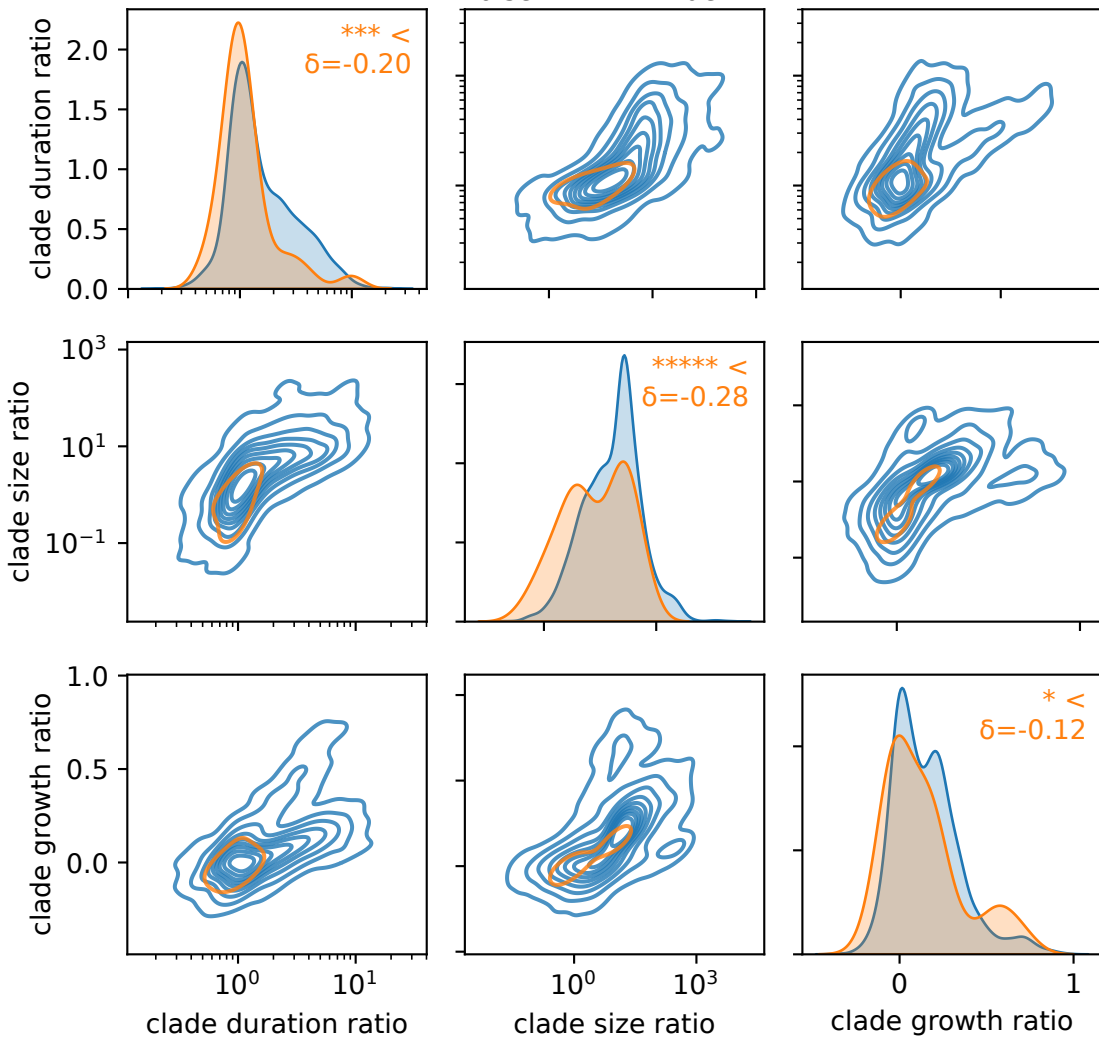 clade duration ratio
2.0
1.5
1.0
0.5
0.0
*** <
δ=-0.20
clade size ratio
10³
10¹
10⁻¹
***** <
δ=-0.28
clade growth ratio
1.0
0.5
0.0
* <
δ=-0.12
10⁰ 10¹
10⁰ 10³
0 1
clade duration ratio
clade size ratio
clade growth ratio